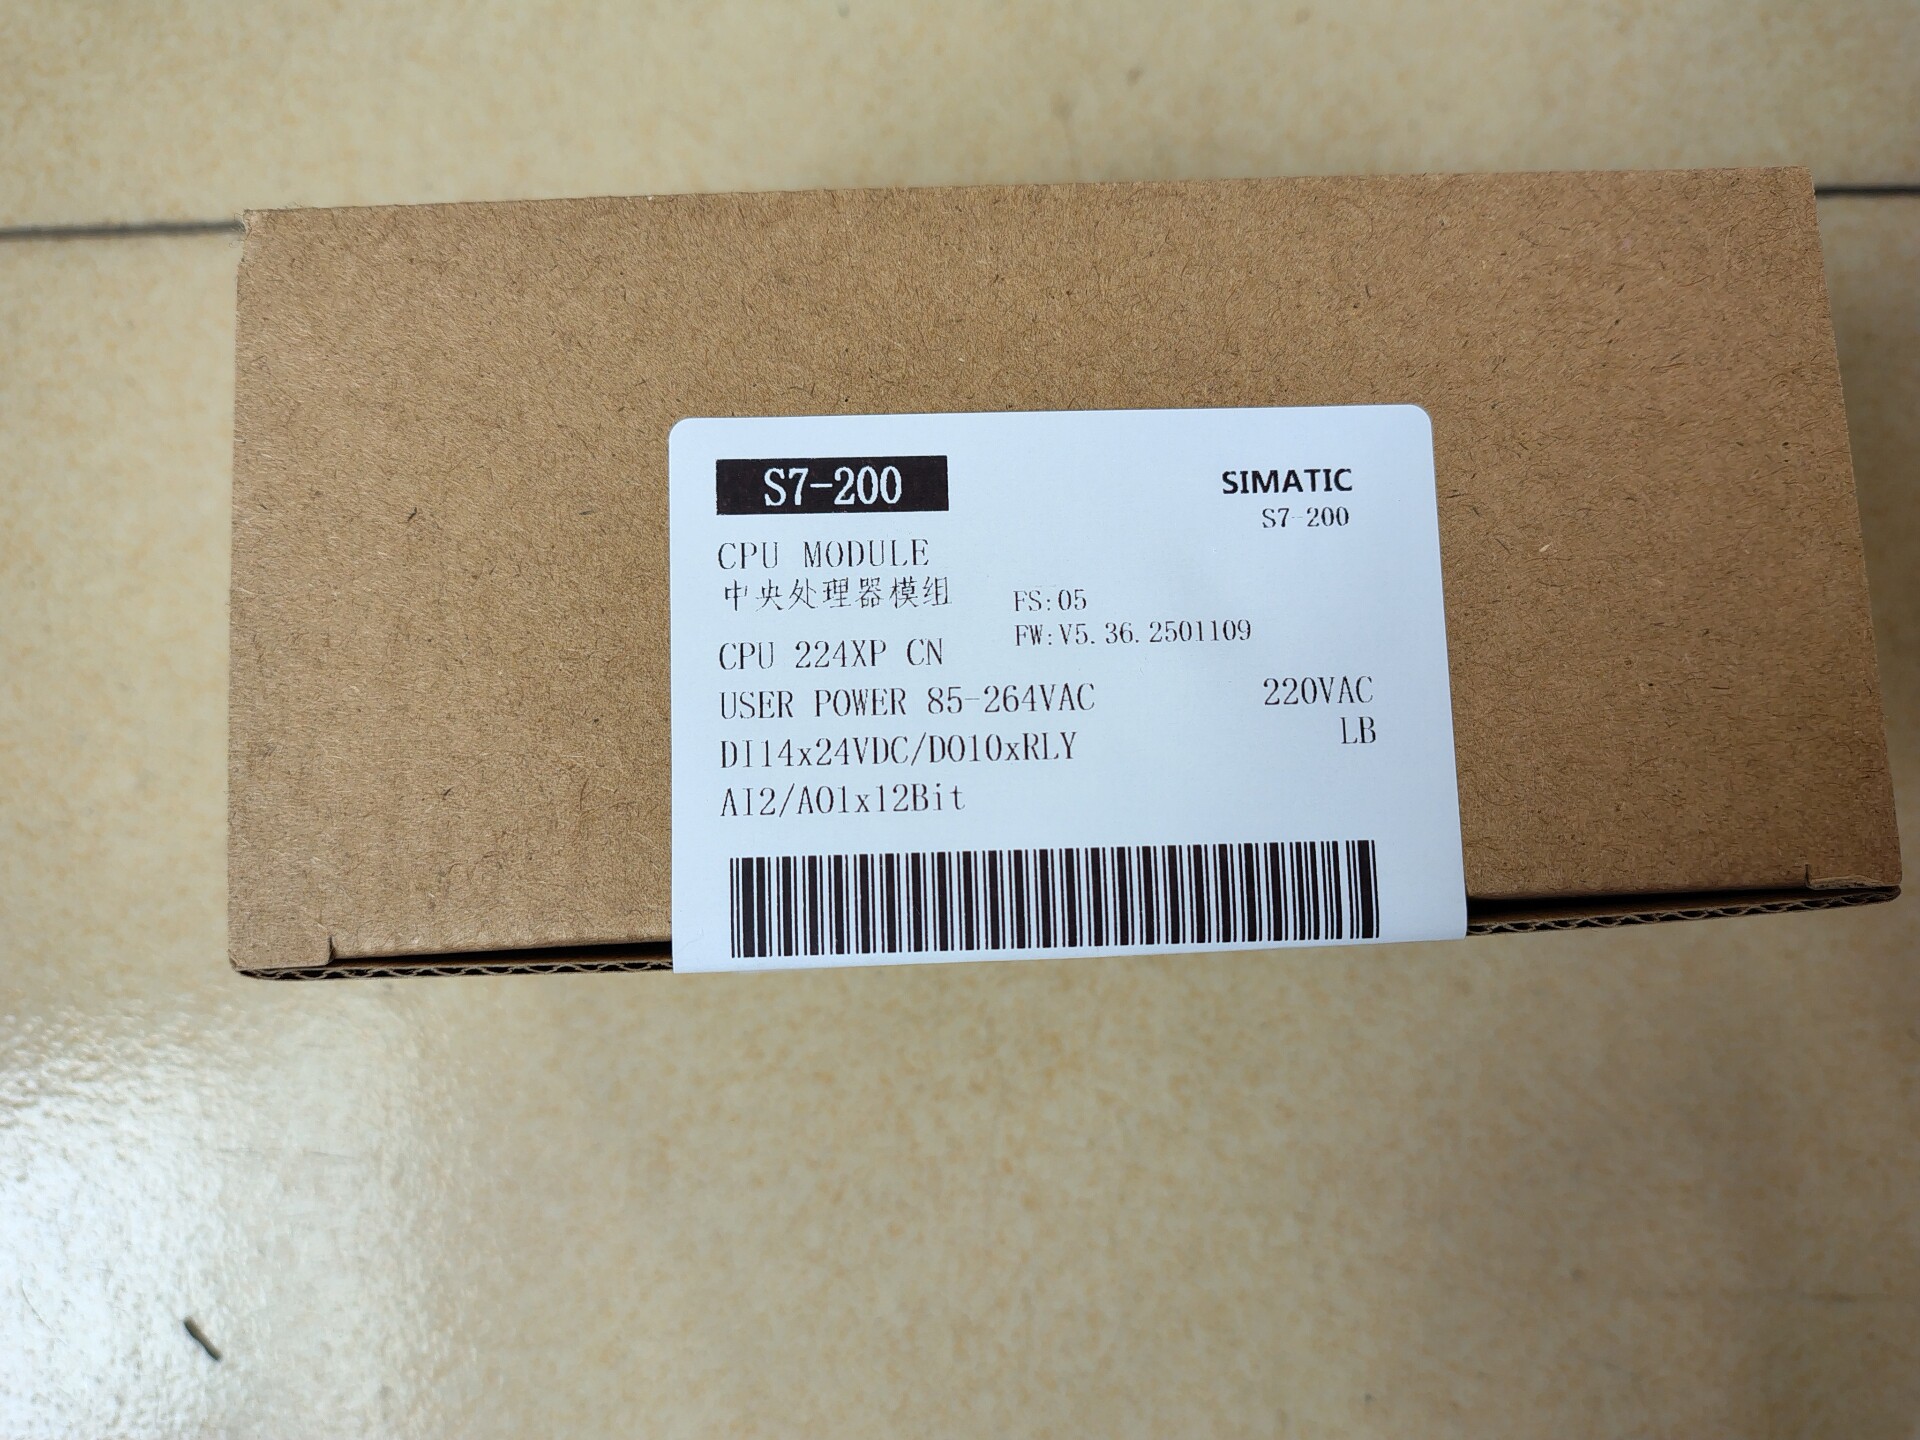 S7-200
SIMATIC
S7-200
CPU MODULE
中央处理器模组
FS:05
FW:V5.36.2501109
CPU 224XP CN
USER POWER 85-264VAC
220VAC
DI14x24VDC/DO10xRLY
LB
AI2/AO1x12Bit